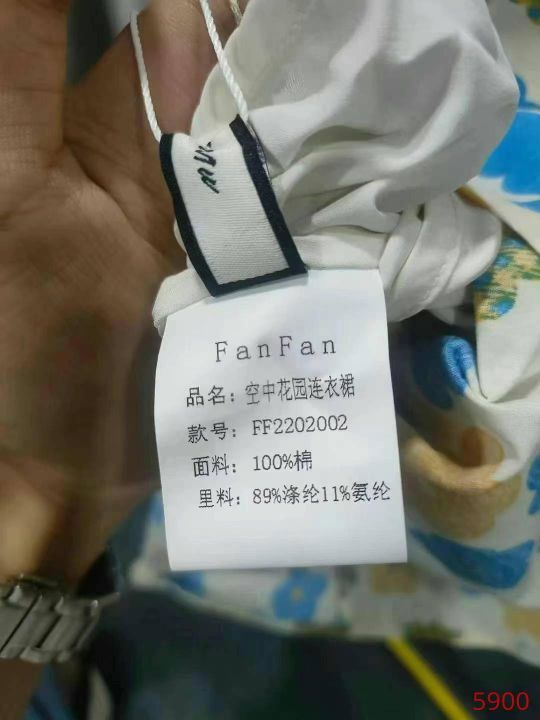 FanFan
品名：空中花园连衣裙
款号：FF2202002
面料：100%棉
里料：89%涤纶11%氨纶
5900